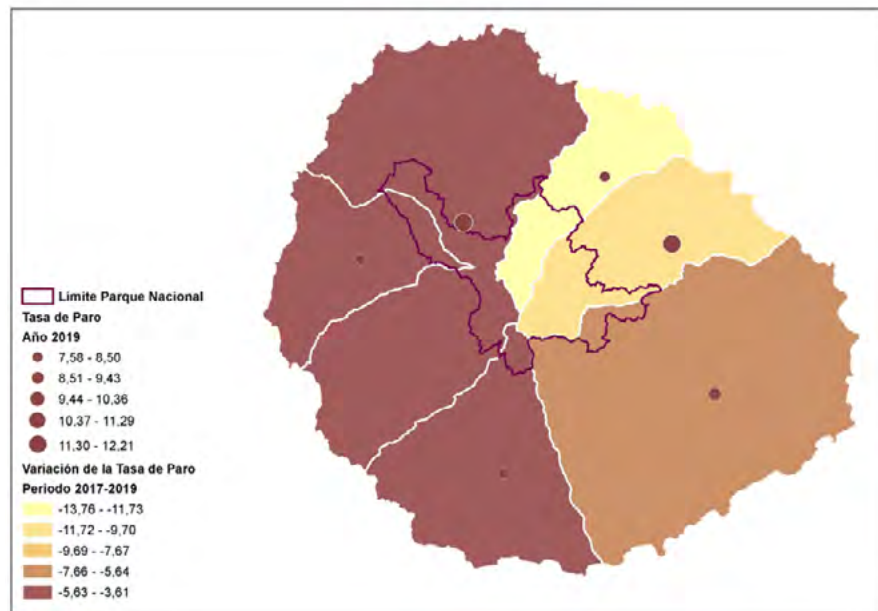 Limite Parque Nacional
Tasa de Paro
Año 2019
7,58 - 8,50
8,51 - 9,43
9,44 - 10,36
10,37 - 11,29
11,30 - 12,21
Variación de la Tasa de Paro
Periodo 2017-2019
-13,76 - -11,73
-11,72 - -9,70
-9,69 - -7,67
-7,66 - -5,64
-5,63 - -3,61